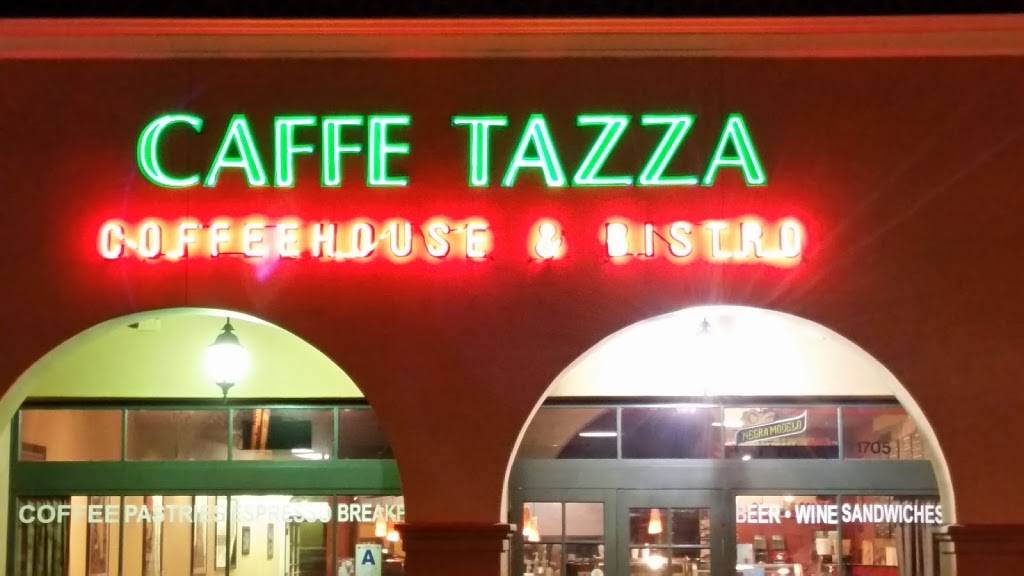 CAFFE TAZZA
COFFEEHOUSE & BISTRO
NEGRA MODELO
1705
COFFEE PASTRIES ESPRESSO BREAKF
BEER • WINE SANDWICHES
A